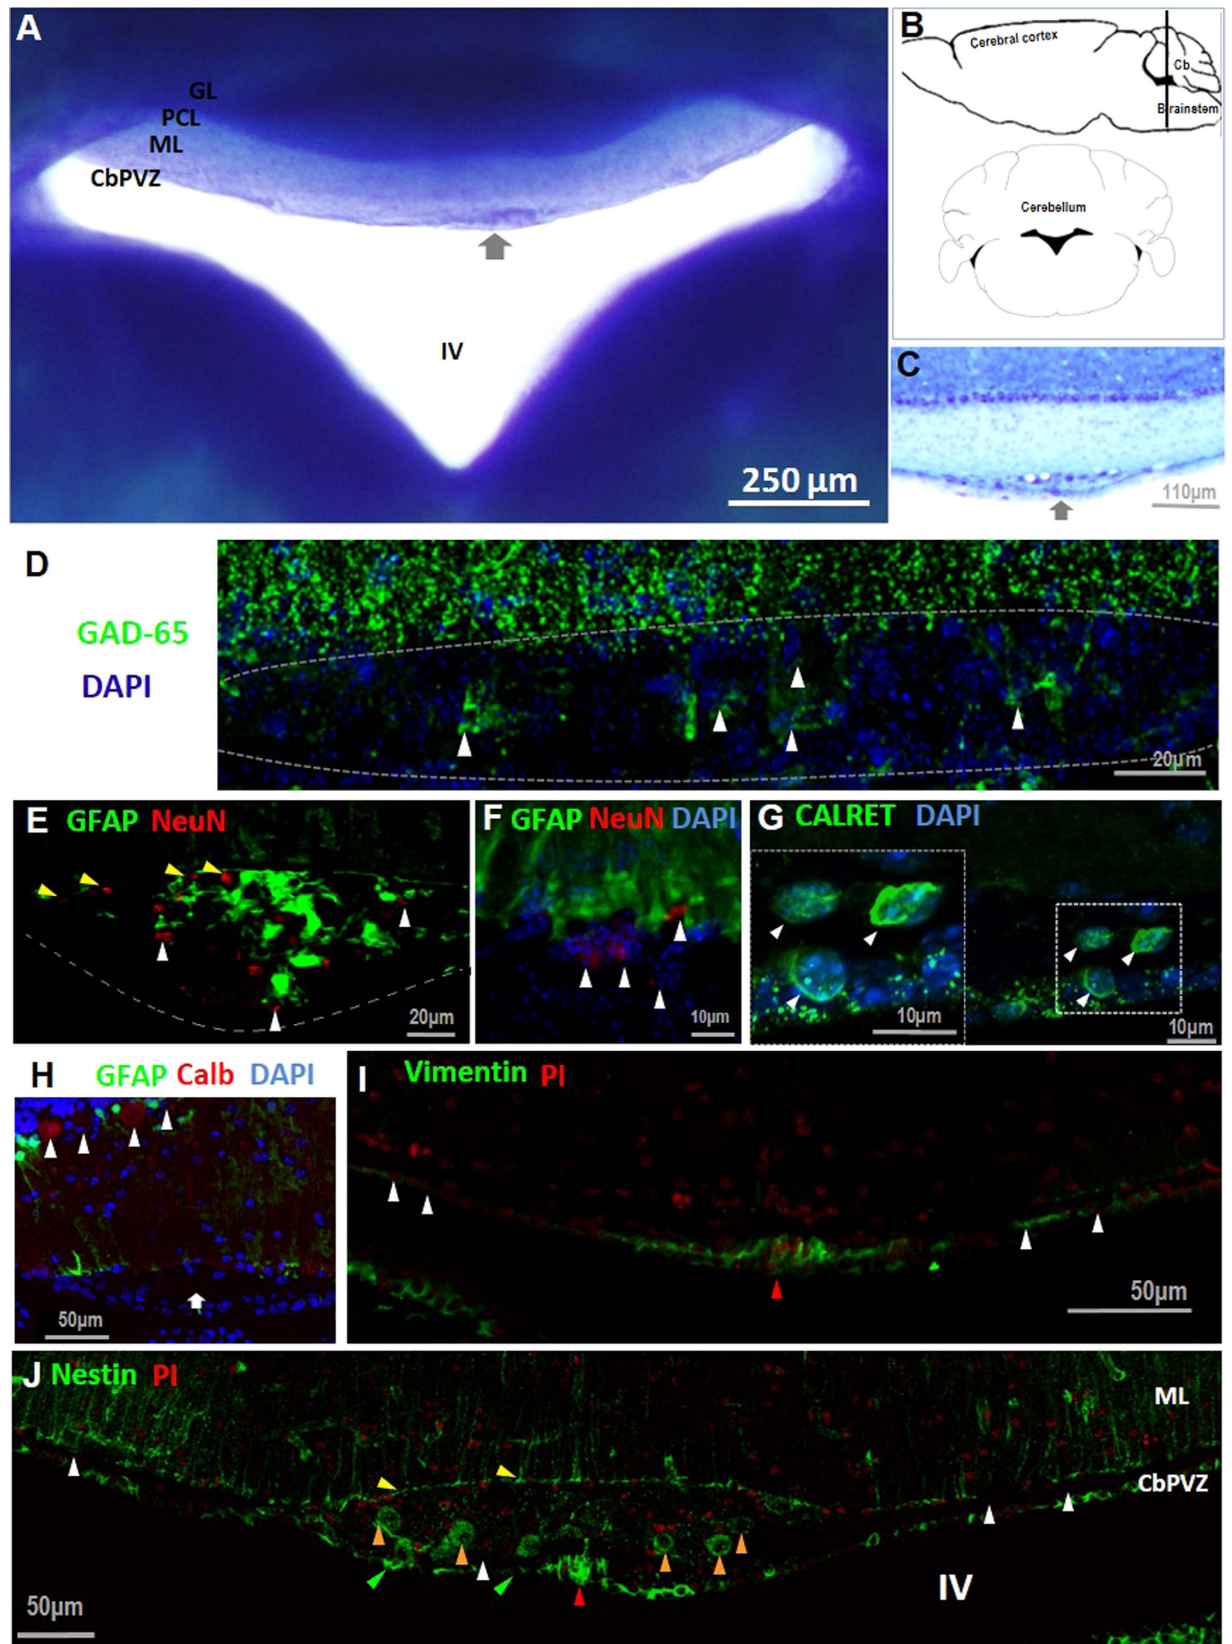 A
GL
PCL
ML
CbPVZ
IV
250 µm
B
Cerebral cortex
Cb
Brainstem
Cerebellum
C
110µm
D
GAD-65
DAPI
20µm
E GFAP NeuN
20µm
F GFAP NeuN DAPI
10µm
G CALRET DAPI
10µm
10µm
H GFAP Calb DAPI
50µm
I Vimentin PI
50µm
J Nestin PI
ML
CbPVZ
IV
50µm